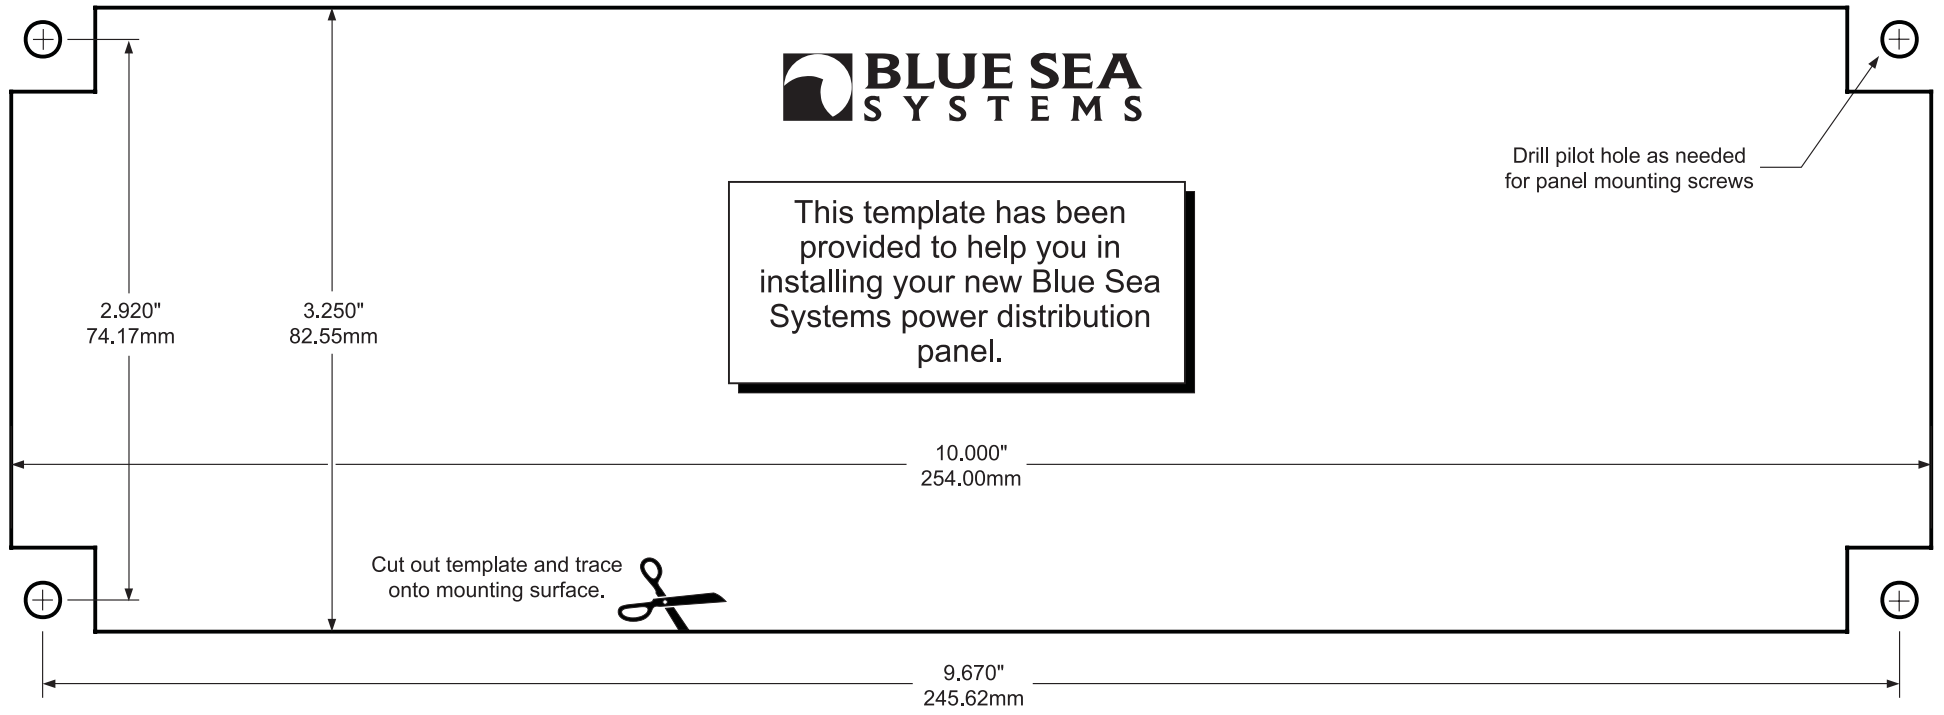 BLUE SEA
SYSTEMS
Drill pilot hole as needed
for panel mounting screws
This template has been
provided to help you in
installing your new Blue Sea
Systems power distribution
panel.
2.920"
74.17mm
3.250"
82.55mm
10.000"
254.00mm
Cut out template and trace
onto mounting surface.
9.670"
245.62mm